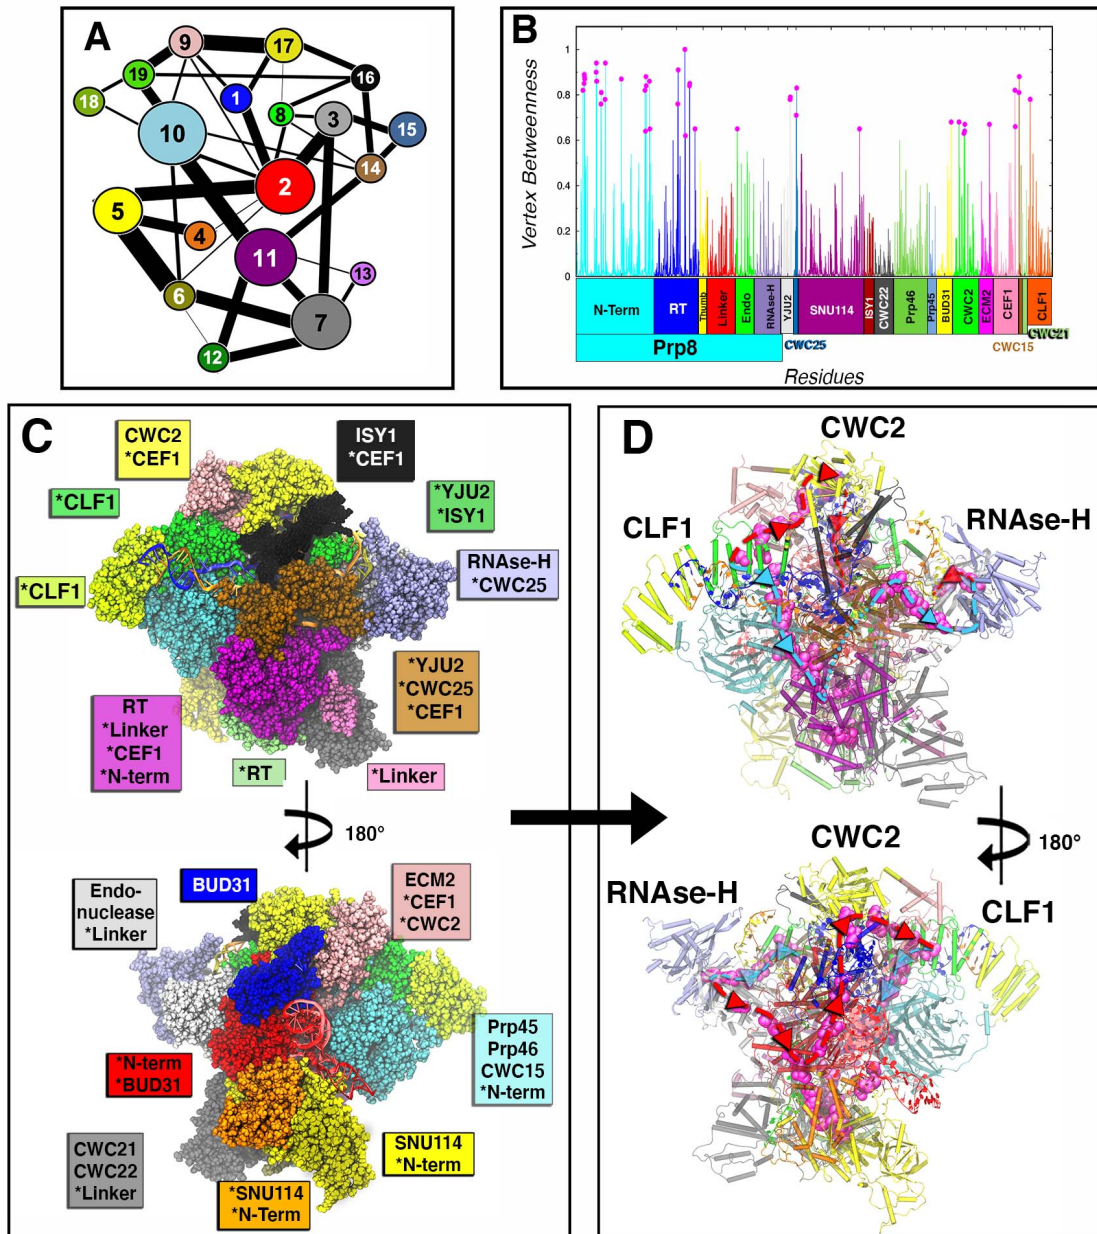 A
9
17
19
16
18
1
8
3
15
10
14
2
5
4
11
13
6
7
12
B
Vertex Betweenness
1
0.8
0.6
0.4
0.2
0
N-Term
RT
Thumb
Linker
Endo
RNAse-H
YJU2
SNU114
ISY1
CWC22
Prp46
Prp45
BUD31
CWC2
ECM2
CEF1
CLF1
Prp8
CWC25
CWC15
CWC21
Residues
C
CWC2
*CEF1
ISY1
*CEF1
*CLF1
*YJU2
*ISY1
*CLF1
RNAse-H
*CWC25
RT
*Linker
*CEF1
*N-term
*YJU2
*CWC25
*CEF1
*RT
*Linker
180°
BUD31
Endo-
nuclease
*Linker
ECM2
*CEF1
*CWC2
*N-term
*BUD31
Prp45
Prp46
CWC15
*N-term
CWC21
CWC22
*Linker
SNU114
*N-term
*SNU114
*N-Term
D
CWC2
CLF1
RNAse-H
180°
CWC2
RNAse-H
CLF1